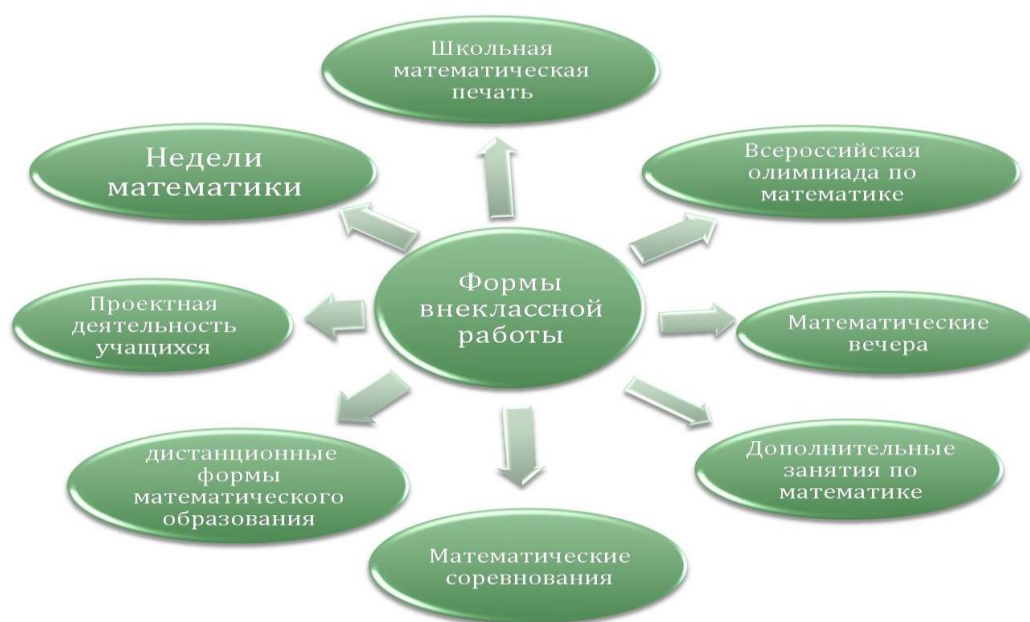 Школьная
математическая
печать
Недели
математики
Всероссийская
олимпиада по
математике
Формы
внеклассной
работы
Проектная
деятельность
учащихся
Математические
вечера
дистанционные
формы
математического
образования
Дополнительные
занятия по
математике
Математические
соревнования